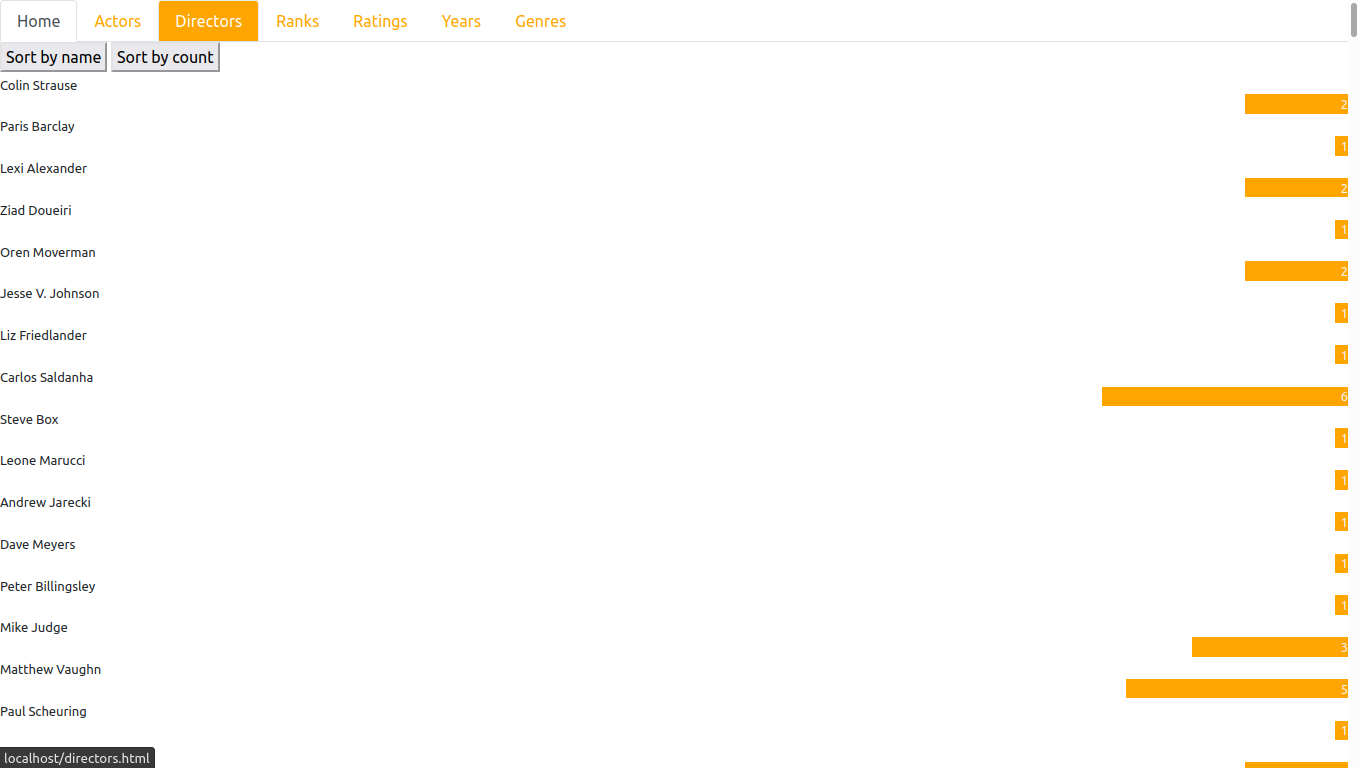 Home Actors Directors Ranks Ratings Years Genres
Sort by name Sort by count
Colin Strause
2
Paris Barclay
1
Lexi Alexander
2
Ziad Doueiri
1
Oren Moverman
2
Jesse V. Johnson
1
Liz Friedlander
1
Carlos Saldanha
6
Steve Box
1
Leone Marucci
1
Andrew Jarecki
1
Dave Meyers
1
Peter Billingsley
1
Mike Judge
3
Matthew Vaughn
5
Paul Scheuring
1
localhost/directors.html